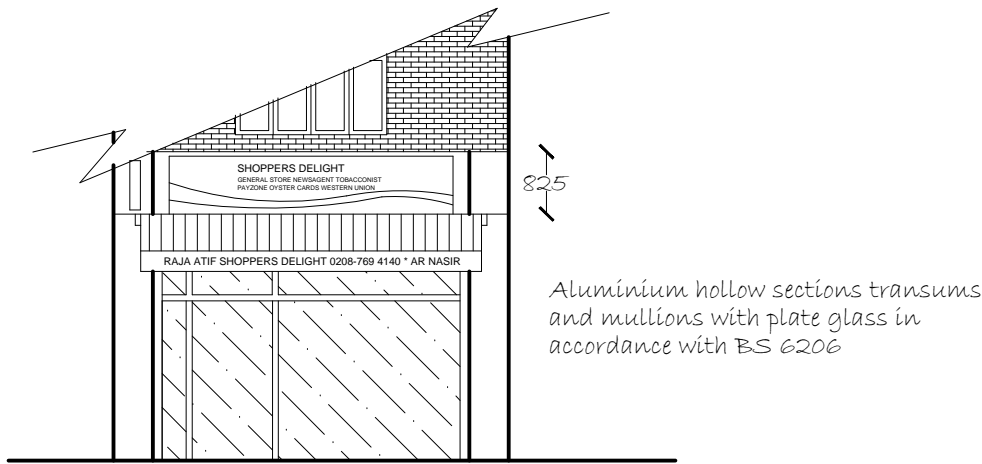 SHOPPERS DELIGHT
GENERAL STORE NEWSAGENT TOBACCONIST
PAYZONE OYSTER CARDS WESTERN UNION
825
RAJA ATIF SHOPPERS DELIGHT 0208-769 4140 * AR NASIR
Aluminium hollow sections transums
and mullions with plate glass in
accordance with BS 6206